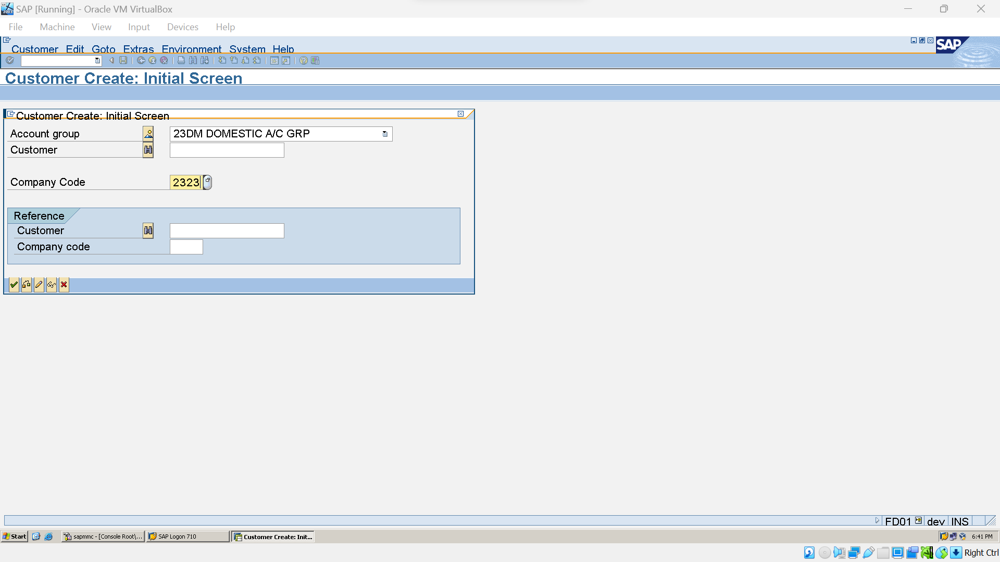 SAP [Running] - Oracle VM VirtualBox
File Machine View Input Devices Help
Customer Edit Goto Extras Environment System Help
SAP
Customer Create: Initial Screen
Customer Create: Initial Screen
Account group 23DM DOMESTIC A/C GRP
Customer
Company Code 2323
Reference
Customer
Company code
FD01 dev INS
Start sapmmc - [Console Root\... SAP Logon 710 Customer Create: Init... 6:41 PM
Right Ctrl